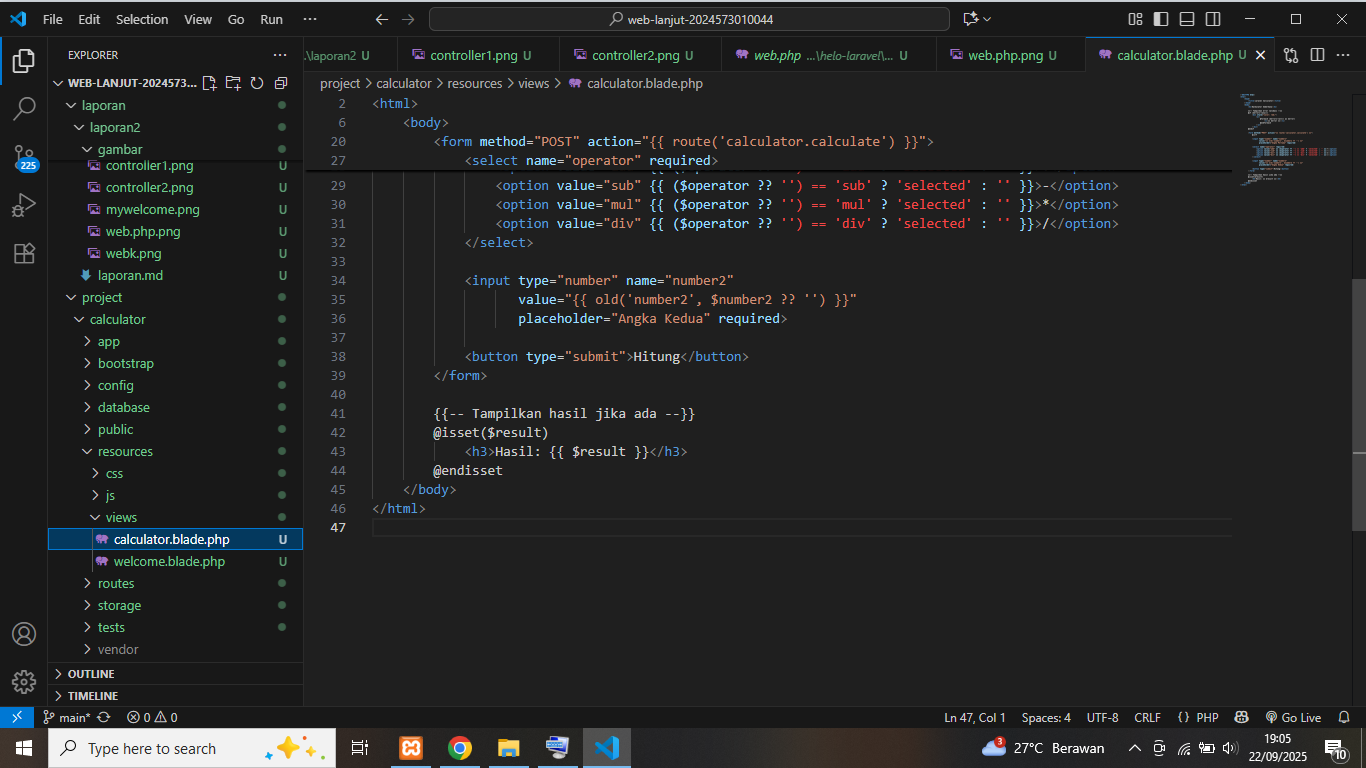 File Edit Selection View Go Run ···
web-lanjut-2024573010044
EXPLORER
WEB-LANJUT-2024573...
laporan
laporan2
gambar
controller1.png U
controller2.png U
mywelcome.png U
web.php.png U
webk.png U
laporan.md U
project
calculator
app
bootstrap
config
database
public
resources
css
js
views
calculator.blade.php U
welcome.blade.php U
routes
storage
tests
vendor
OUTLINE
TIMELINE
225
.\laporan2 U
controller1.png U
controller2.png U
web.php ...\helo-laravel\... U
web.php.png U
calculator.blade.php U
project > calculator > resources > views > calculator.blade.php
2 <html>
6 <body>
20 <form method="POST" action="{{ route('calculator.calculate') }}">
27 <select name="operator" required>
29 <option value="sub" {{ ($operator ?? '') == 'sub' ? 'selected' : '' }}>-</option>
30 <option value="mul" {{ ($operator ?? '') == 'mul' ? 'selected' : '' }}>*</option>
31 <option value="div" {{ ($operator ?? '') == 'div' ? 'selected' : '' }}>/</option>
32 </select>
33
34 <input type="number" name="number2"
35 value="{{ old('number2', $number2 ?? '') }}"
36 placeholder="Angka Kedua" required>
37
38 <button type="submit">Hitung</button>
39 </form>
40
41 {{-- Tampilkan hasil jika ada --}}
42 @isset($result)
43 <h3>Hasil: {{ $result }}</h3>
44 @endisset
45 </body>
46 </html>
47
main* 0 0
Ln 47, Col 1 Spaces: 4 UTF-8 CRLF {} PHP Go Live
Type here to search
3 27°C Berawan
19:05
22/09/2025
10